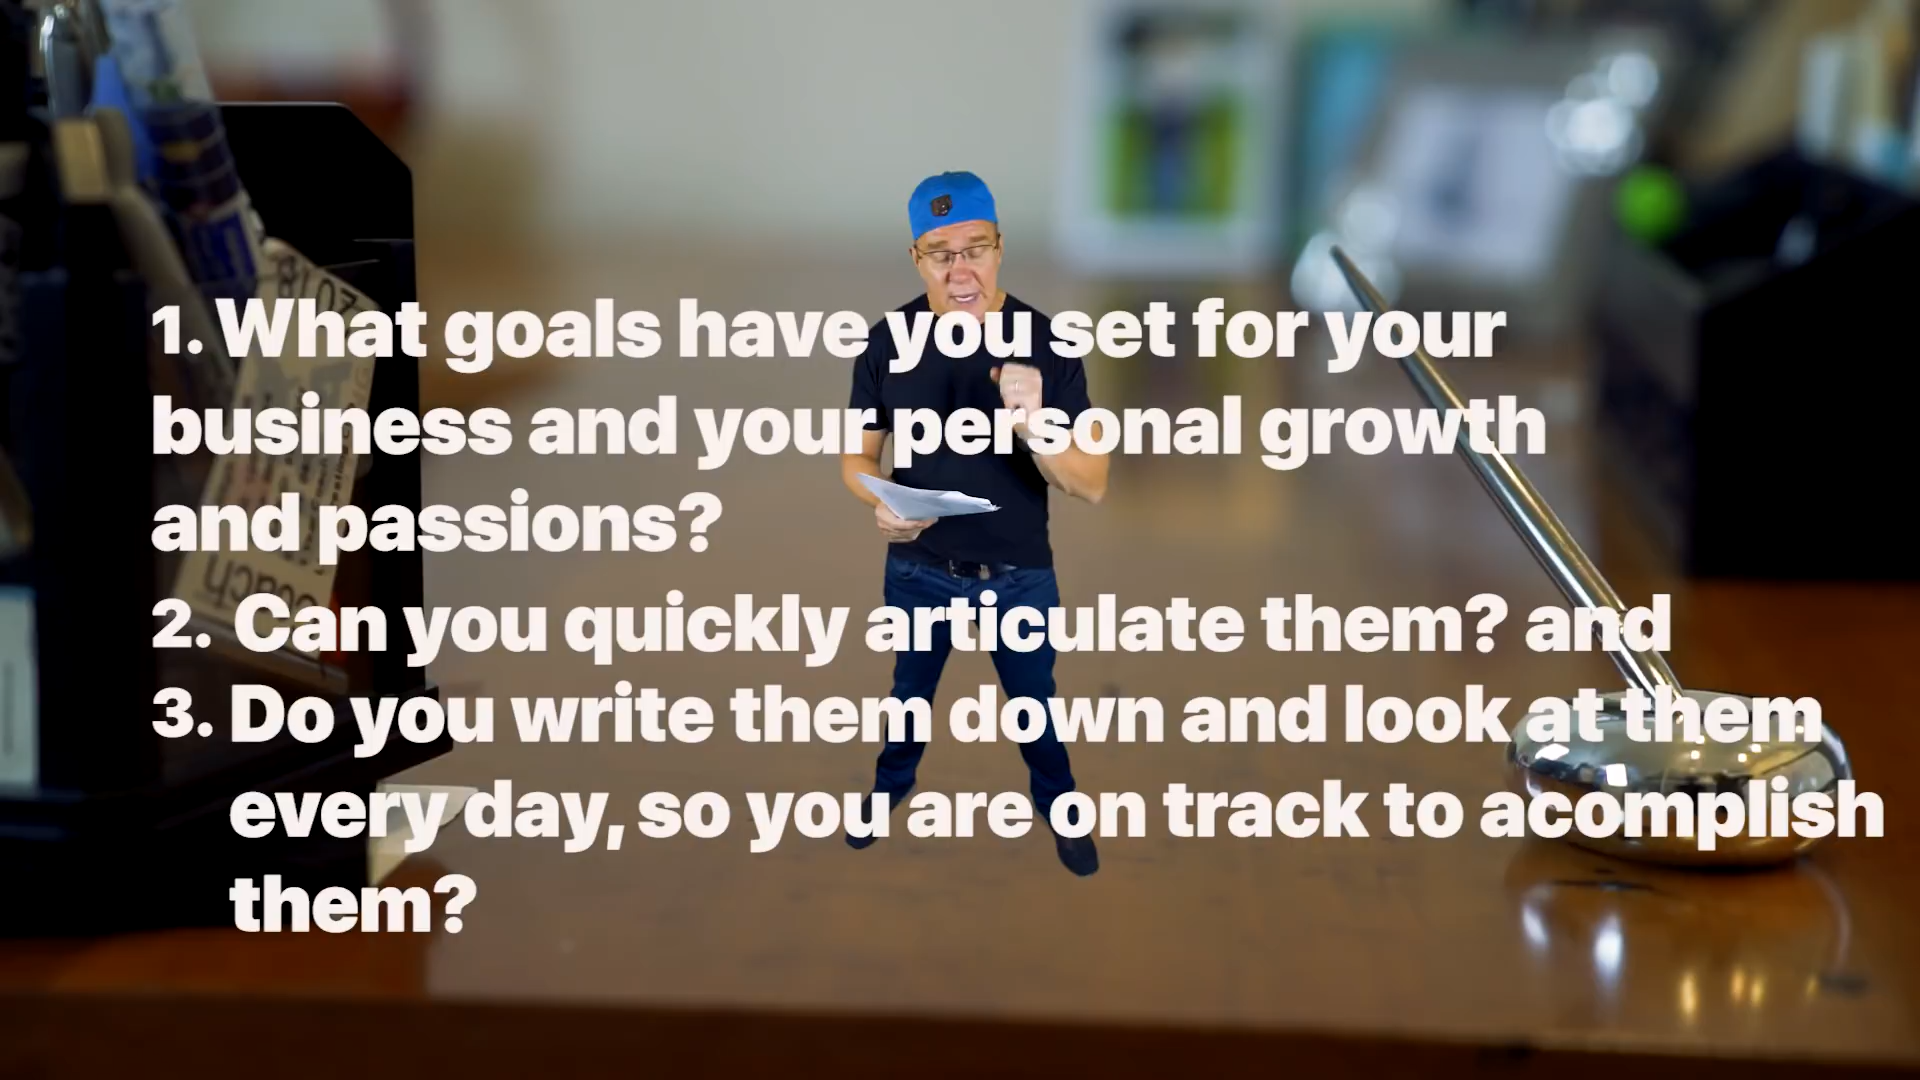 1. What goals have you set for your
business and your personal growth
and passions?
2. Can you quickly articulate them? and
3. Do you write them down and look at them
every day, so you are on track to acomplish
them?
8107
coach